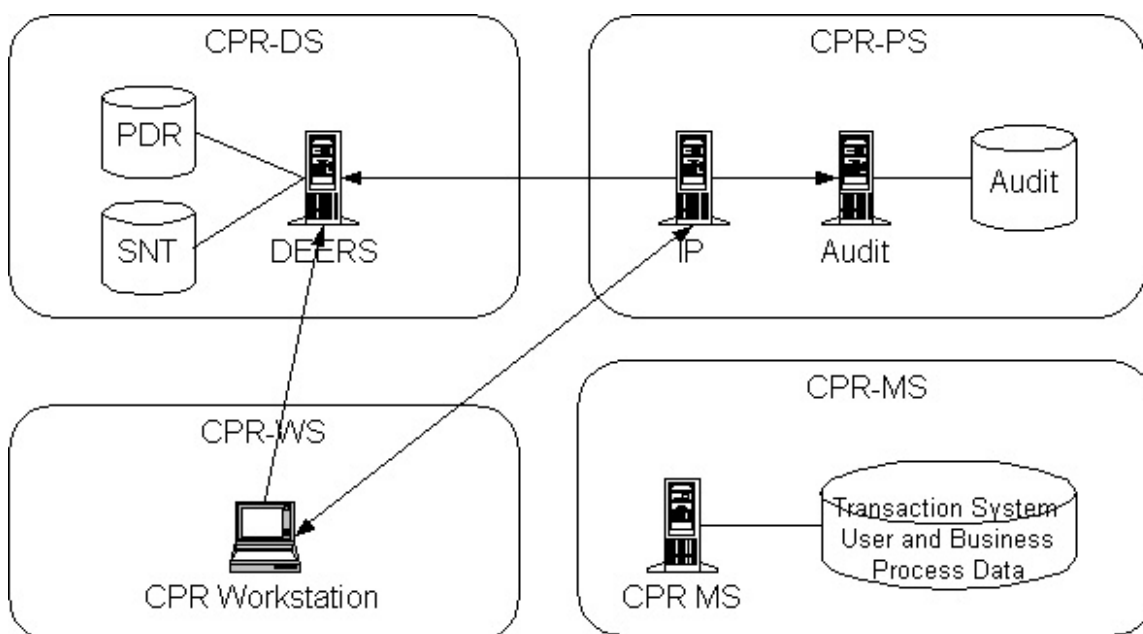 CPR-DS
PDR
SNT
DEERS
CPR-PS
IP
Audit
Audit
CPR-WS
CPR Workstation
CPR-MS
CPR MS
Transaction System
User and Business
Process Data